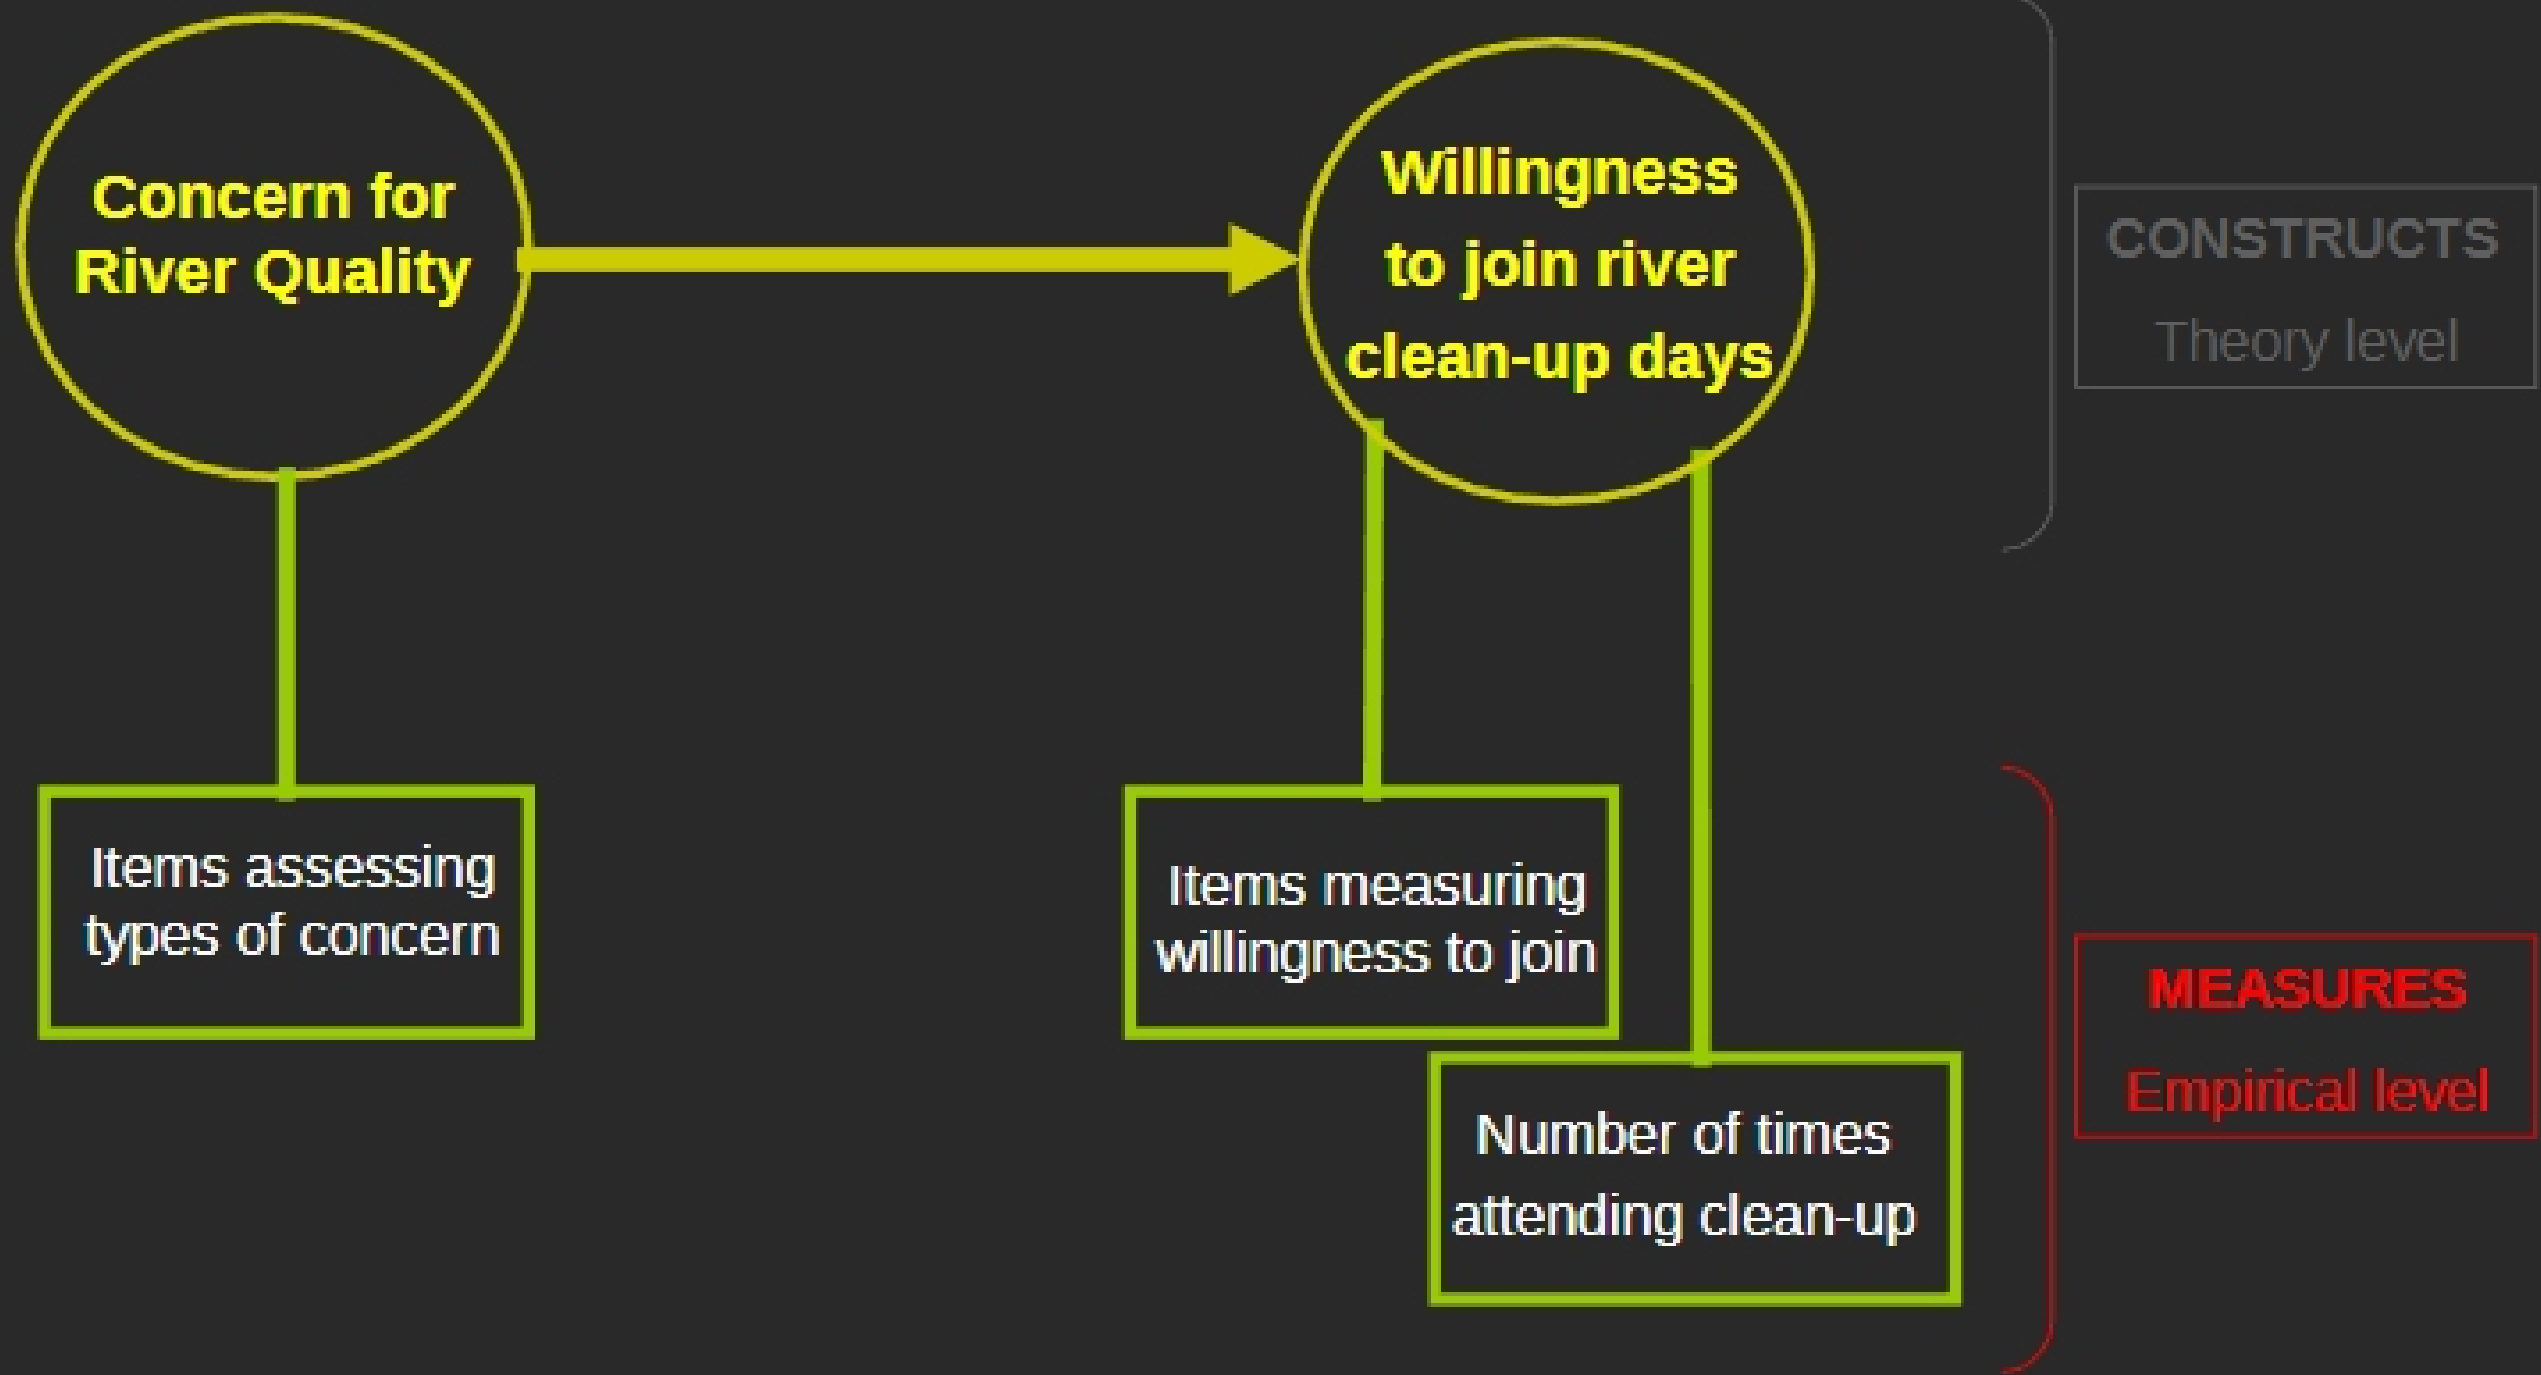 Concern for
River Quality
Willingness
to join river
clean-up days
CONSTRUCTS
Theory level
Items assessing
types of concern
Items measuring
willingness to join
MEASURES
Empirical level
Number of times
attending clean-up